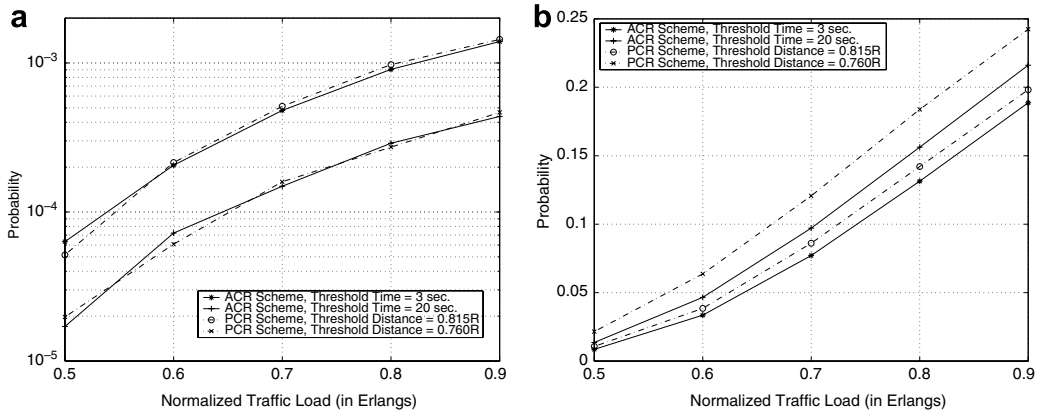 a
10⁻³
10⁻⁴
10⁻⁵
Probability
ACR Scheme, Threshold Time = 3 sec.
ACR Scheme, Threshold Time = 20 sec.
PCR Scheme, Threshold Distance = 0.815R
PCR Scheme, Threshold Distance = 0.760R
0.5 0.6 0.7 0.8 0.9
Normalized Traffic Load (in Erlangs)
b
0.25
0.2
0.15
0.1
0.05
0
Probability
ACR Scheme, Threshold Time = 3 sec.
ACR Scheme, Threshold Time = 20 sec.
PCR Scheme, Threshold Distance = 0.815R
PCR Scheme, Threshold Distance = 0.760R
0.5 0.6 0.7 0.8 0.9
Normalized Traffic Load (in Erlangs)